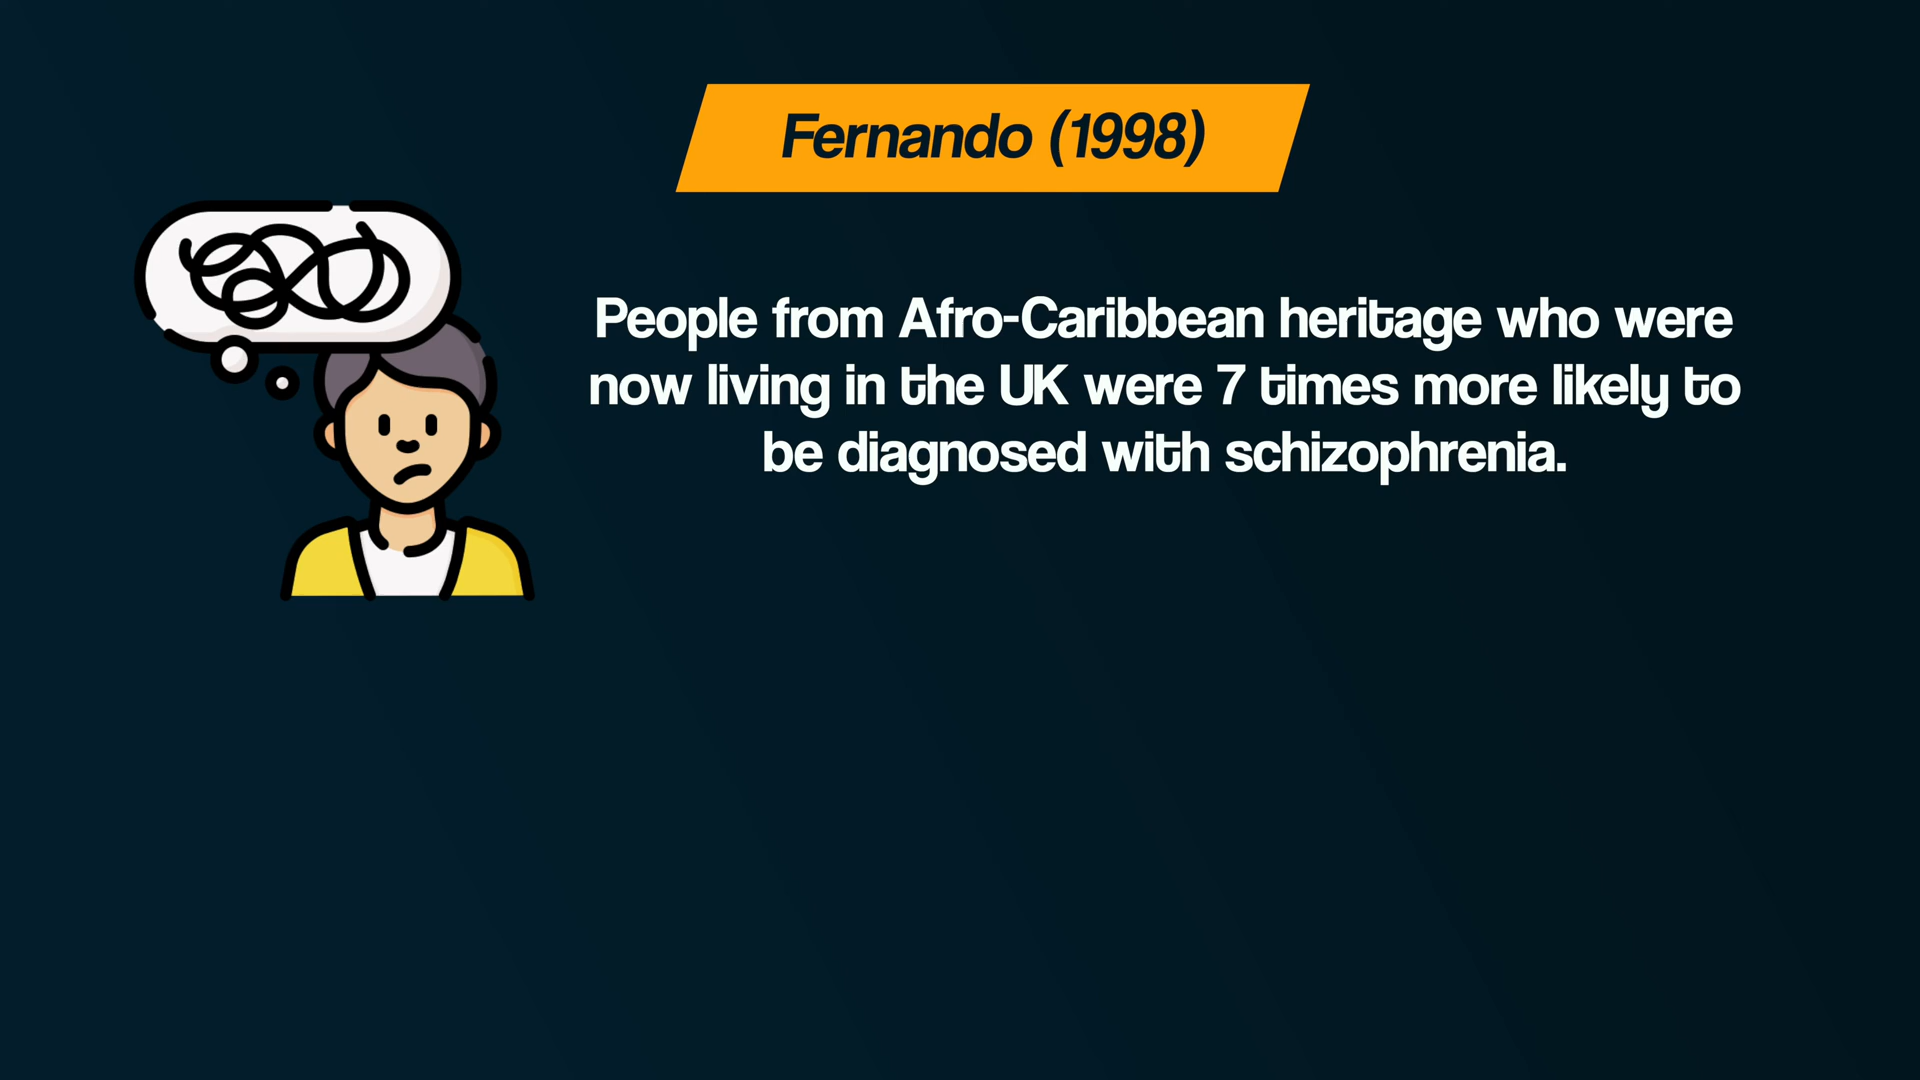 Fernando (1998)
People from Afro-Caribbean heritage who were
now living in the UK were 7 times more likely to
be diagnosed with schizophrenia.